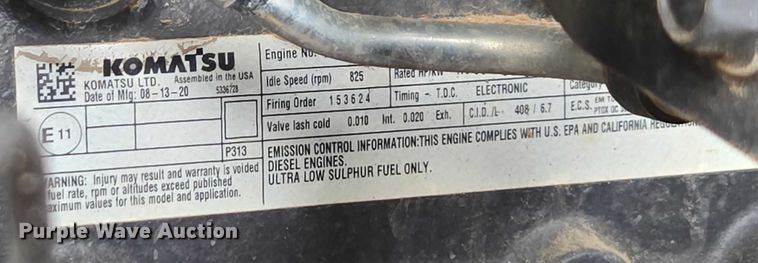 KOMATSU
KOMATSU LTD. Assembled in the USA
Date of Mfg: 08-13-20 5336728
E 11
P313
WARNING: Injury may result and warranty is voided
fuel rate, rpm or altitudes exceed published
maximum values for this model and application.
Engine No.
Idle Speed (rpm) 825 Rated HP/KW
Firing Order 153624 Timing - T.D.C. ELECTRONIC Category
Valve lash cold 0.010 Int. 0.020 Exh. C.I.D./L. 408 / 6.7 E.C.S.
EMISSION CONTROL INFORMATION:THIS ENGINE COMPLIES WITH U.S. EPA AND CALIFORNIA
DIESEL ENGINES.
ULTRA LOW SULPHUR FUEL ONLY.
Purple Wave Auction